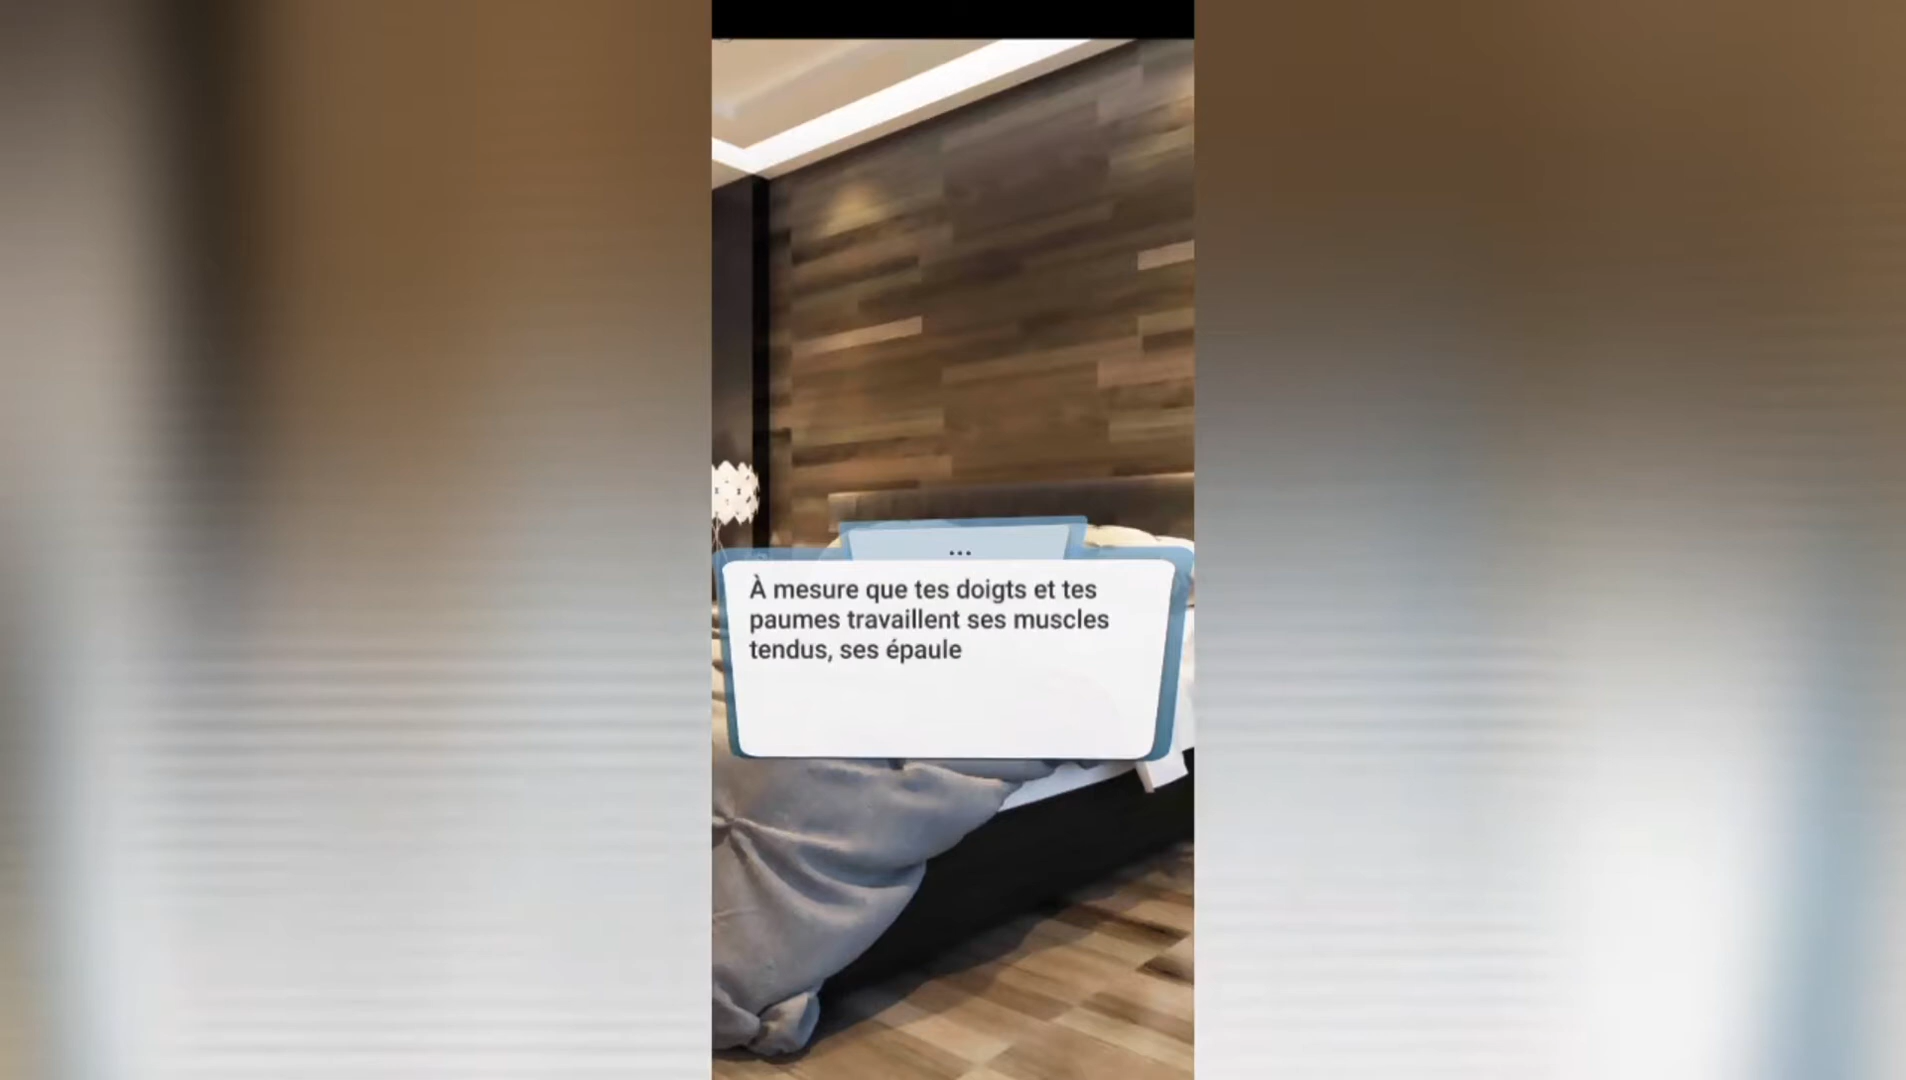 ...
À mesure que tes doigts et tes
paumes travaillent ses muscles
tendus, ses épaule